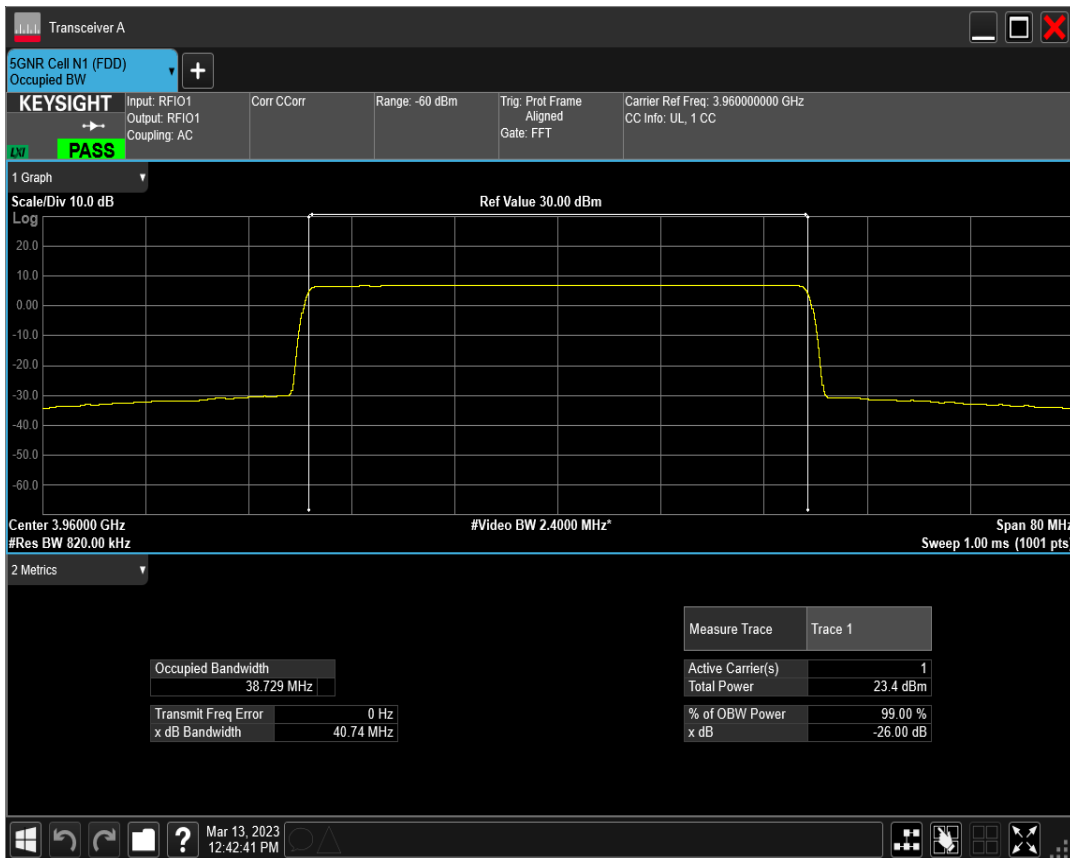 Transceiver A
5GNR Cell N1 (FDD)
Occupied BW
KEYSIGHT
LXI
PASS
Input: RFIO1
Output: RFIO1
Coupling: AC
Corr CCorr
Range: -60 dBm
Trig: Prot Frame
Aligned
Gate: FFT
Carrier Ref Freq: 3.960000000 GHz
CC Info: UL, 1 CC
1 Graph
Scale/Div 10.0 dB
Ref Value 30.00 dBm
Log
20.0
10.0
0.00
-10.0
-20.0
-30.0
-40.0
-50.0
-60.0
Center 3.96000 GHz
#Video BW 2.4000 MHz*
Span 80 MHz
#Res BW 820.00 kHz
Sweep 1.00 ms (1001 pts)
2 Metrics
Measure Trace Trace 1
Occupied Bandwidth
38.729 MHz
Active Carrier(s) 1
Total Power 23.4 dBm
Transmit Freq Error 0 Hz
x dB Bandwidth 40.74 MHz
% of OBW Power 99.00 %
x dB -26.00 dB
?
Mar 13, 2023
12:42:41 PM